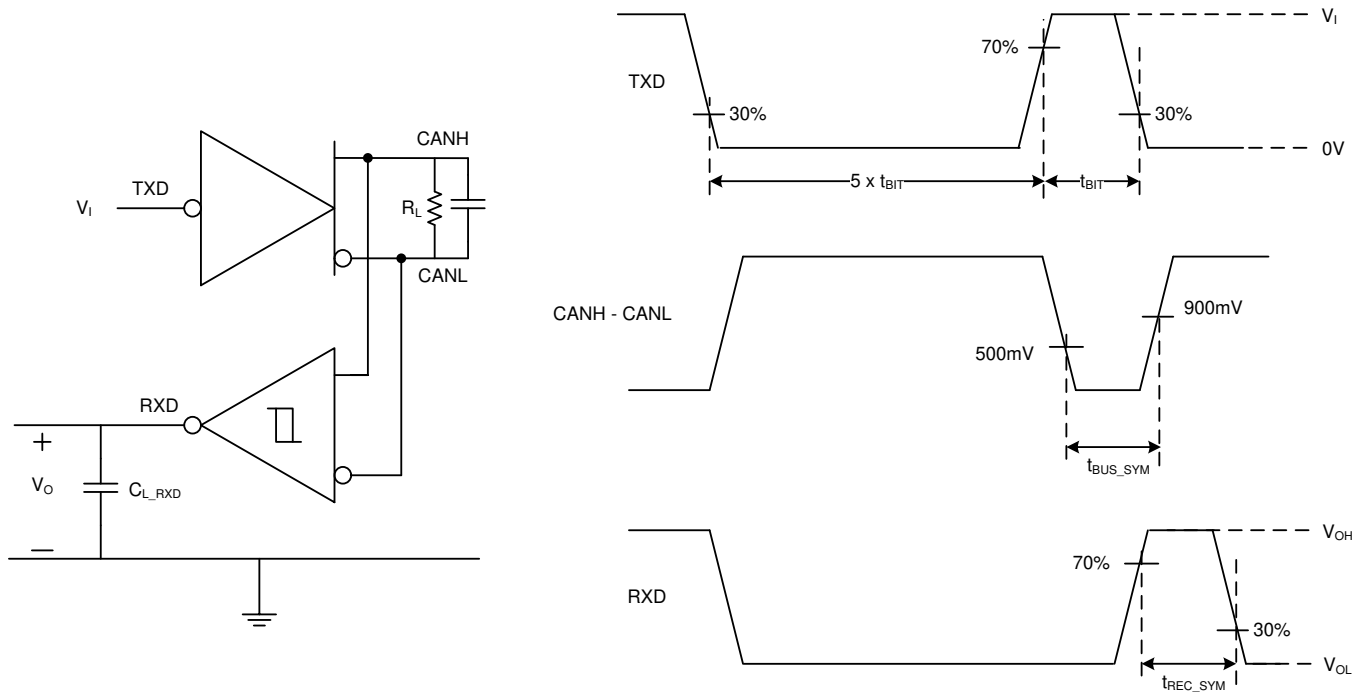 CANH
TXD
V_I
R_L
CANL
RXD
+
V_O
C_L_RXD
—
TXD
30%
70%
30%
V_I
0V
5 x t_BIT
t_BIT
CANH - CANL
500mV
900mV
t_BUS_SYM
RXD
70%
30%
V_OH
V_OL
t_REC_SYM